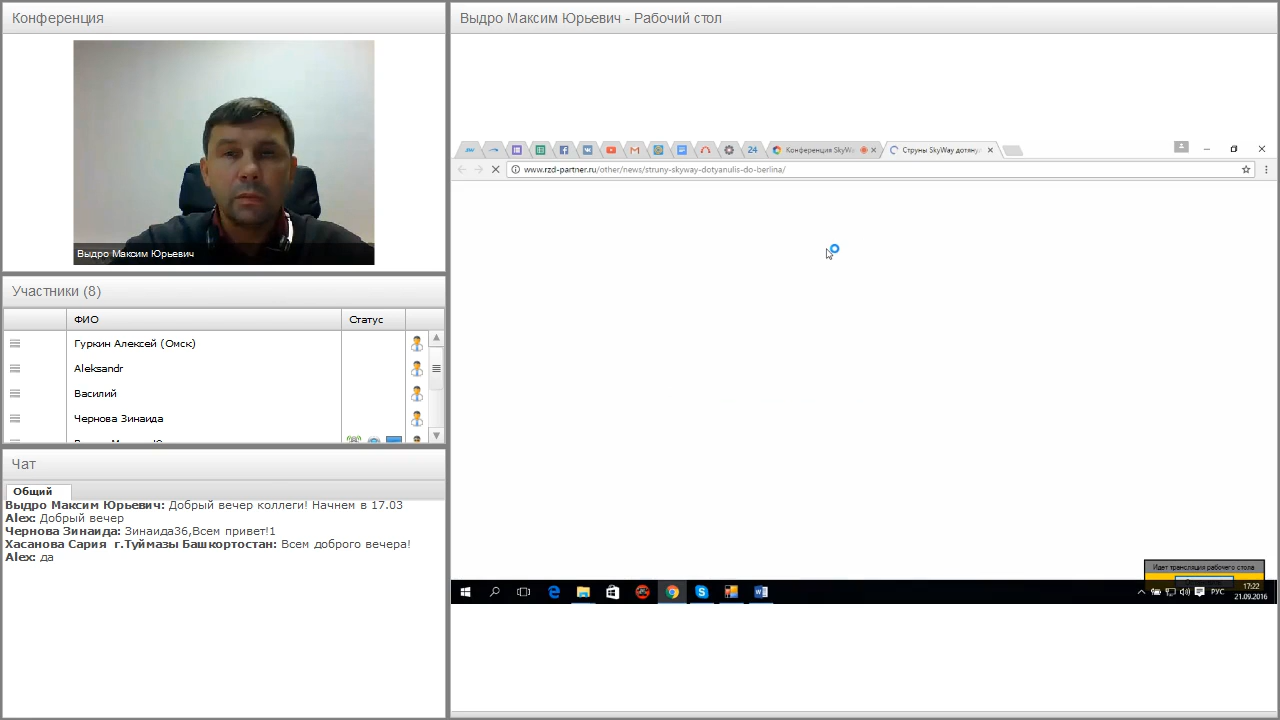 Конференция
Выдро Максим Юрьевич
Участники (8)
ФИО
Статус
Гуркин Алексей (Омск)
Aleksandr
Василий
Чернова Зинаида
Чат
Общий
Выдро Максим Юрьевич: Добрый вечер коллеги! Начнем в 17.03
Alex: Добрый вечер
Чернова Зинаида: Зинаида36,Всем привет!1
Хасанова Сария г.Туймазы Башкортостан: Всем доброго вечера!
Alex: да
Выдро Максим Юрьевич - Рабочий стол
24
Конференция SkyWa
Струны SkyWay дотяну
www.rzd-partner.ru/other/news/struny-skyway-dotyanulis-do-berlina/
Идет трансляция рабочего стола
РУС
17:22
21.09.2016